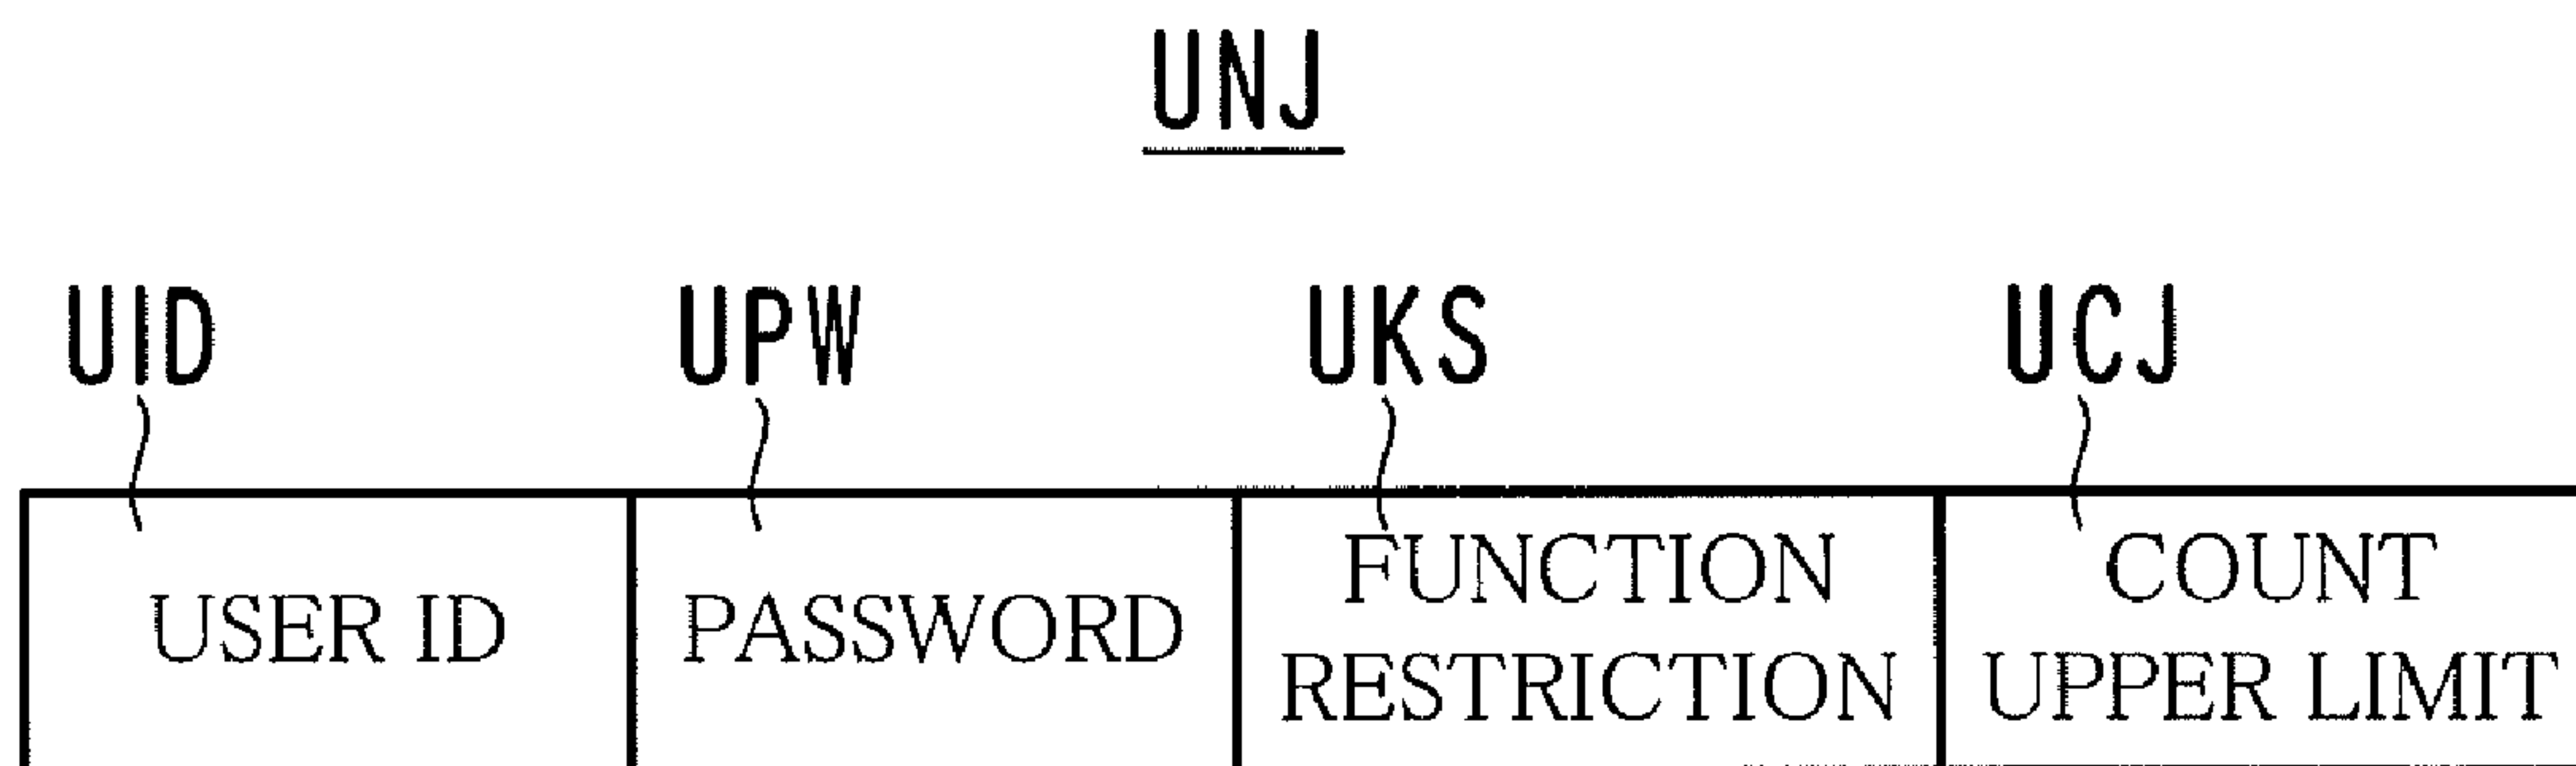 UNJ
UID UPW UKS UCJ
USER ID PASSWORD FUNCTION RESTRICTION COUNT UPPER LIMIT